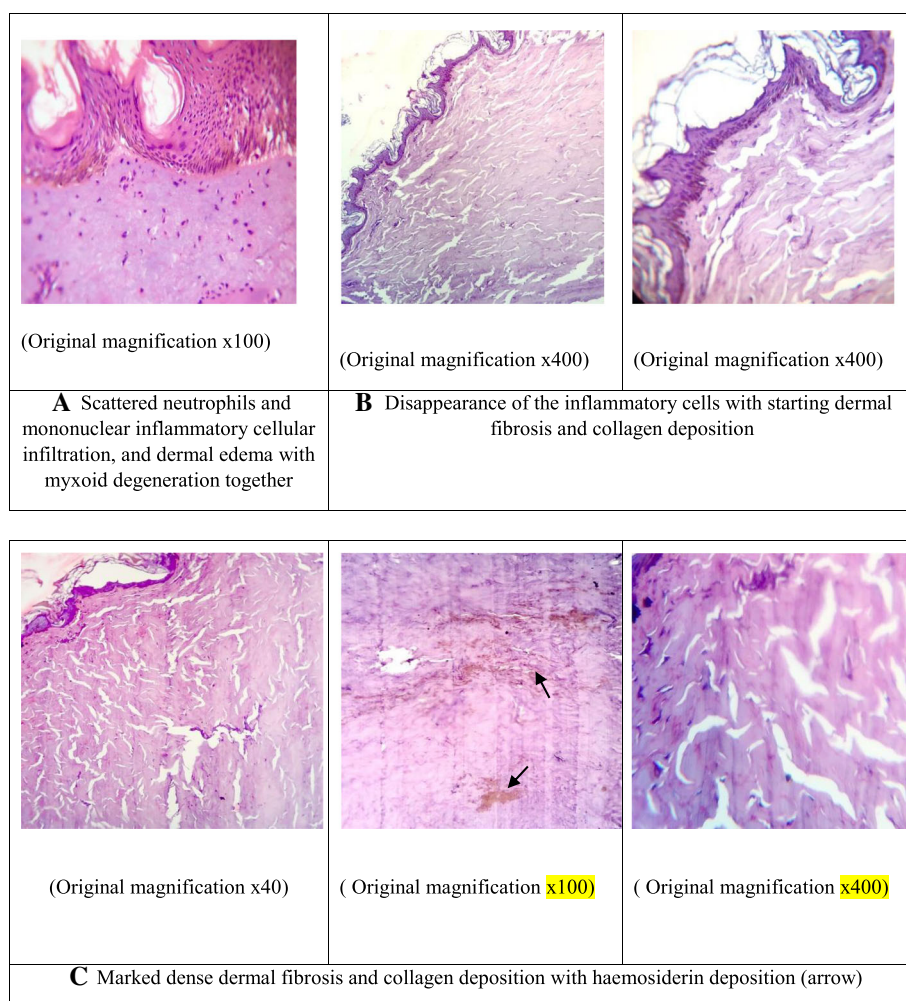 (Original magnification x100)
(Original magnification x400)
(Original magnification x400)
A Scattered neutrophils and
mononuclear inflammatory cellular
infiltration, and dermal edema with
myxoid degeneration together
B Disappearance of the inflammatory cells with starting dermal
fibrosis and collagen deposition
(Original magnification x40)
( Original magnification x100)
( Original magnification x400)
C Marked dense dermal fibrosis and collagen deposition with haemosiderin deposition (arrow)